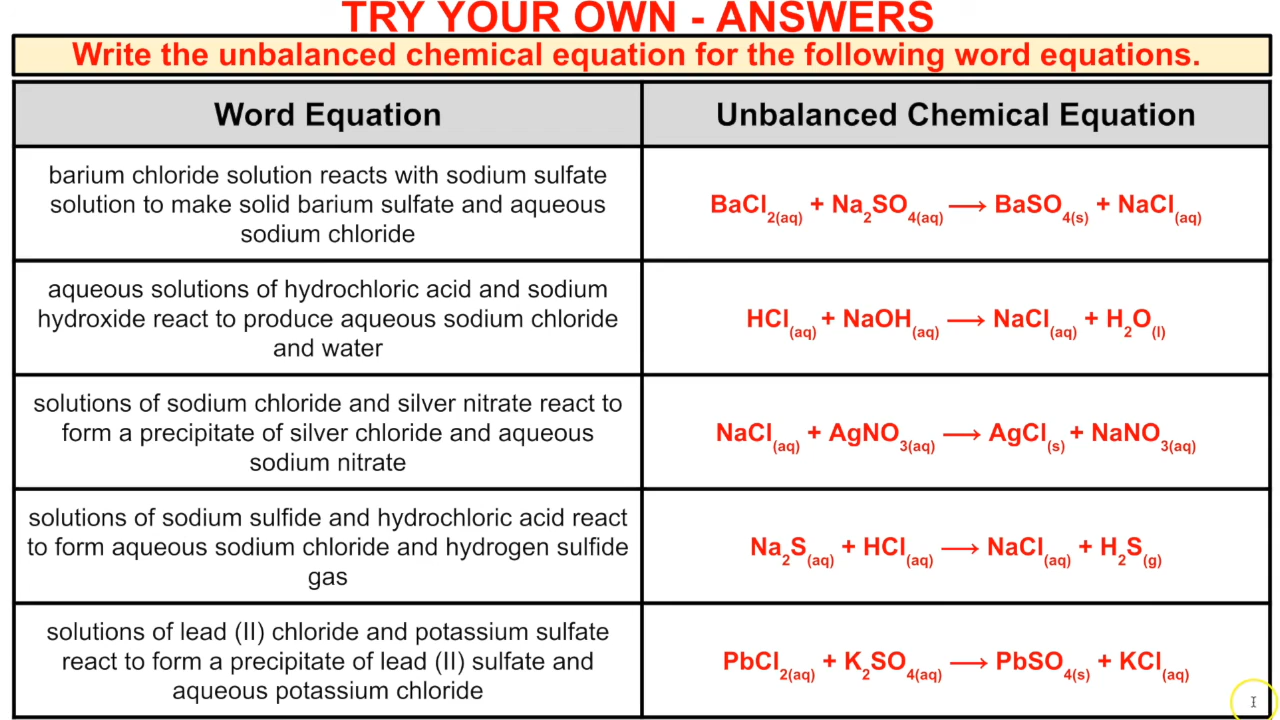 TRY YOUR OWN - ANSWERS
Write the unbalanced chemical equation for the following word equations.
Word Equation
Unbalanced Chemical Equation
barium chloride solution reacts with sodium sulfate
solution to make solid barium sulfate and aqueous
sodium chloride
BaCl₂₍aq₎ + Na₂SO₄₍aq₎ ⟶ BaSO₄₍s₎ + NaCl₍aq₎
aqueous solutions of hydrochloric acid and sodium
hydroxide react to produce aqueous sodium chloride
and water
HCl₍aq₎ + NaOH₍aq₎ ⟶ NaCl₍aq₎ + H₂O₍l₎
solutions of sodium chloride and silver nitrate react to
form a precipitate of silver chloride and aqueous
sodium nitrate
NaCl₍aq₎ + AgNO₃₍aq₎ ⟶ AgCl₍s₎ + NaNO₃₍aq₎
solutions of sodium sulfide and hydrochloric acid react
to form aqueous sodium chloride and hydrogen sulfide
gas
Na₂S₍aq₎ + HCl₍aq₎ ⟶ NaCl₍aq₎ + H₂S₍g₎
solutions of lead (II) chloride and potassium sulfate
react to form a precipitate of lead (II) sulfate and
aqueous potassium chloride
PbCl₂₍aq₎ + K₂SO₄₍aq₎ ⟶ PbSO₄₍s₎ + KCl₍aq₎